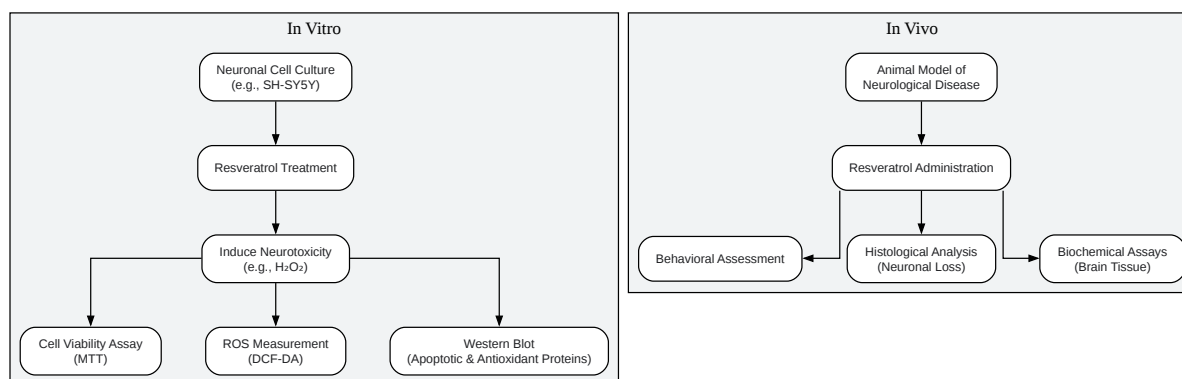 In Vitro
Neuronal Cell Culture
(e.g., SH-SY5Y)
Resveratrol Treatment
Induce Neurotoxicity
(e.g., H₂O₂)
Cell Viability Assay
(MTT)
ROS Measurement
(DCF-DA)
Western Blot
(Apoptotic & Antioxidant Proteins)
In Vivo
Animal Model of
Neurological Disease
Resveratrol Administration
Behavioral Assessment
Histological Analysis
(Neuronal Loss)
Biochemical Assays
(Brain Tissue)